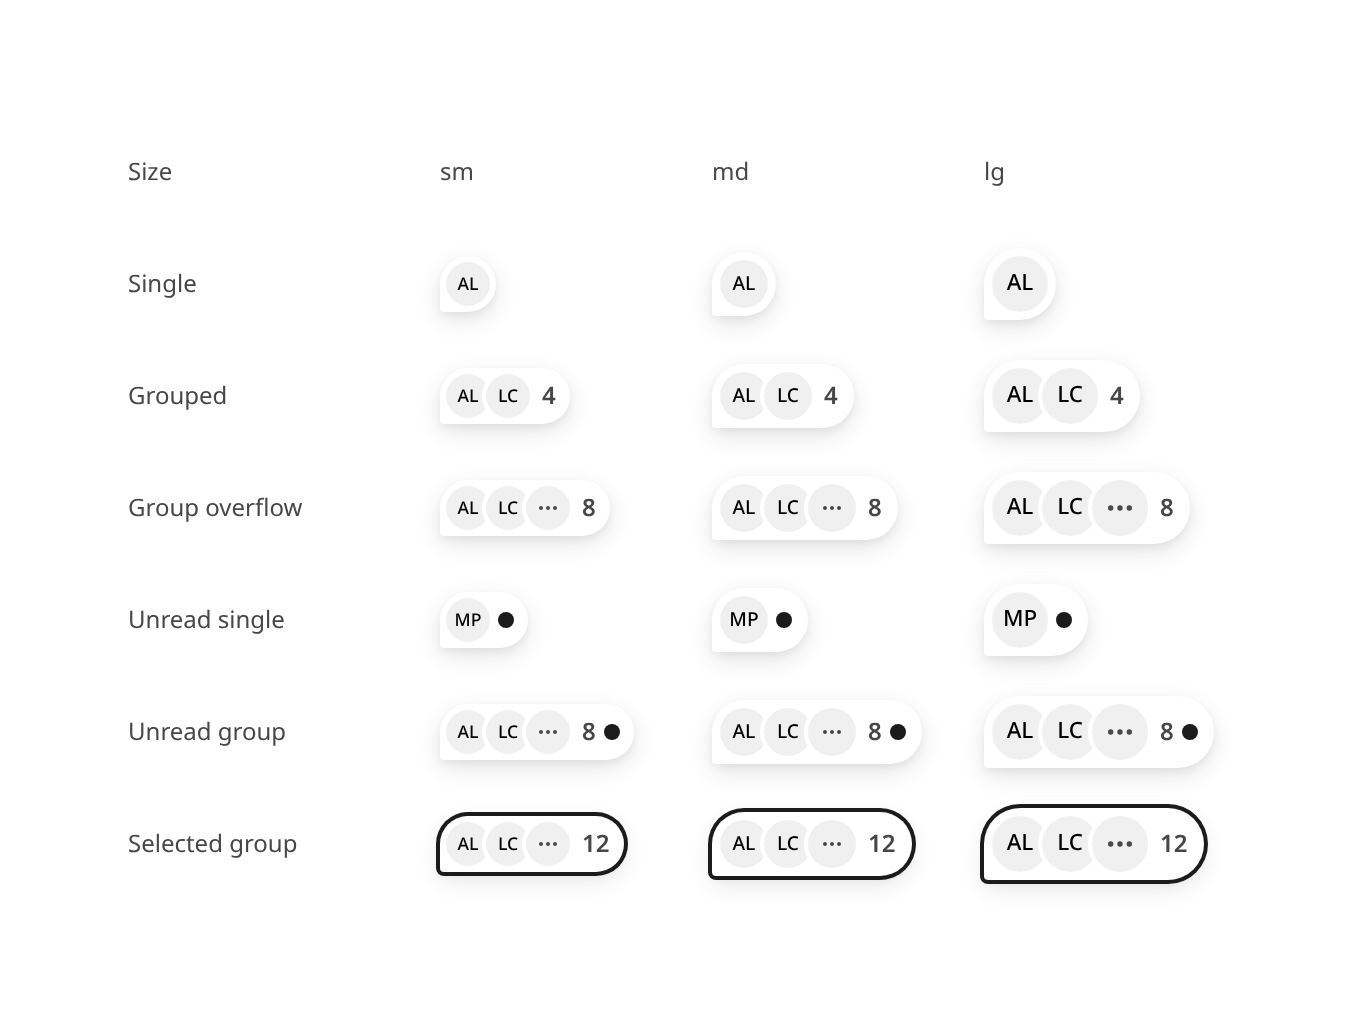 Size sm md lg
Single AL AL AL
Grouped AL LC 4 AL LC 4 AL LC 4
Group overflow AL LC ••• 8 AL LC ••• 8 AL LC ••• 8
Unread single MP MP MP
Unread group AL LC ••• 8 AL LC ••• 8 AL LC ••• 8
Selected group AL LC ••• 12 AL LC ••• 12 AL LC ••• 12